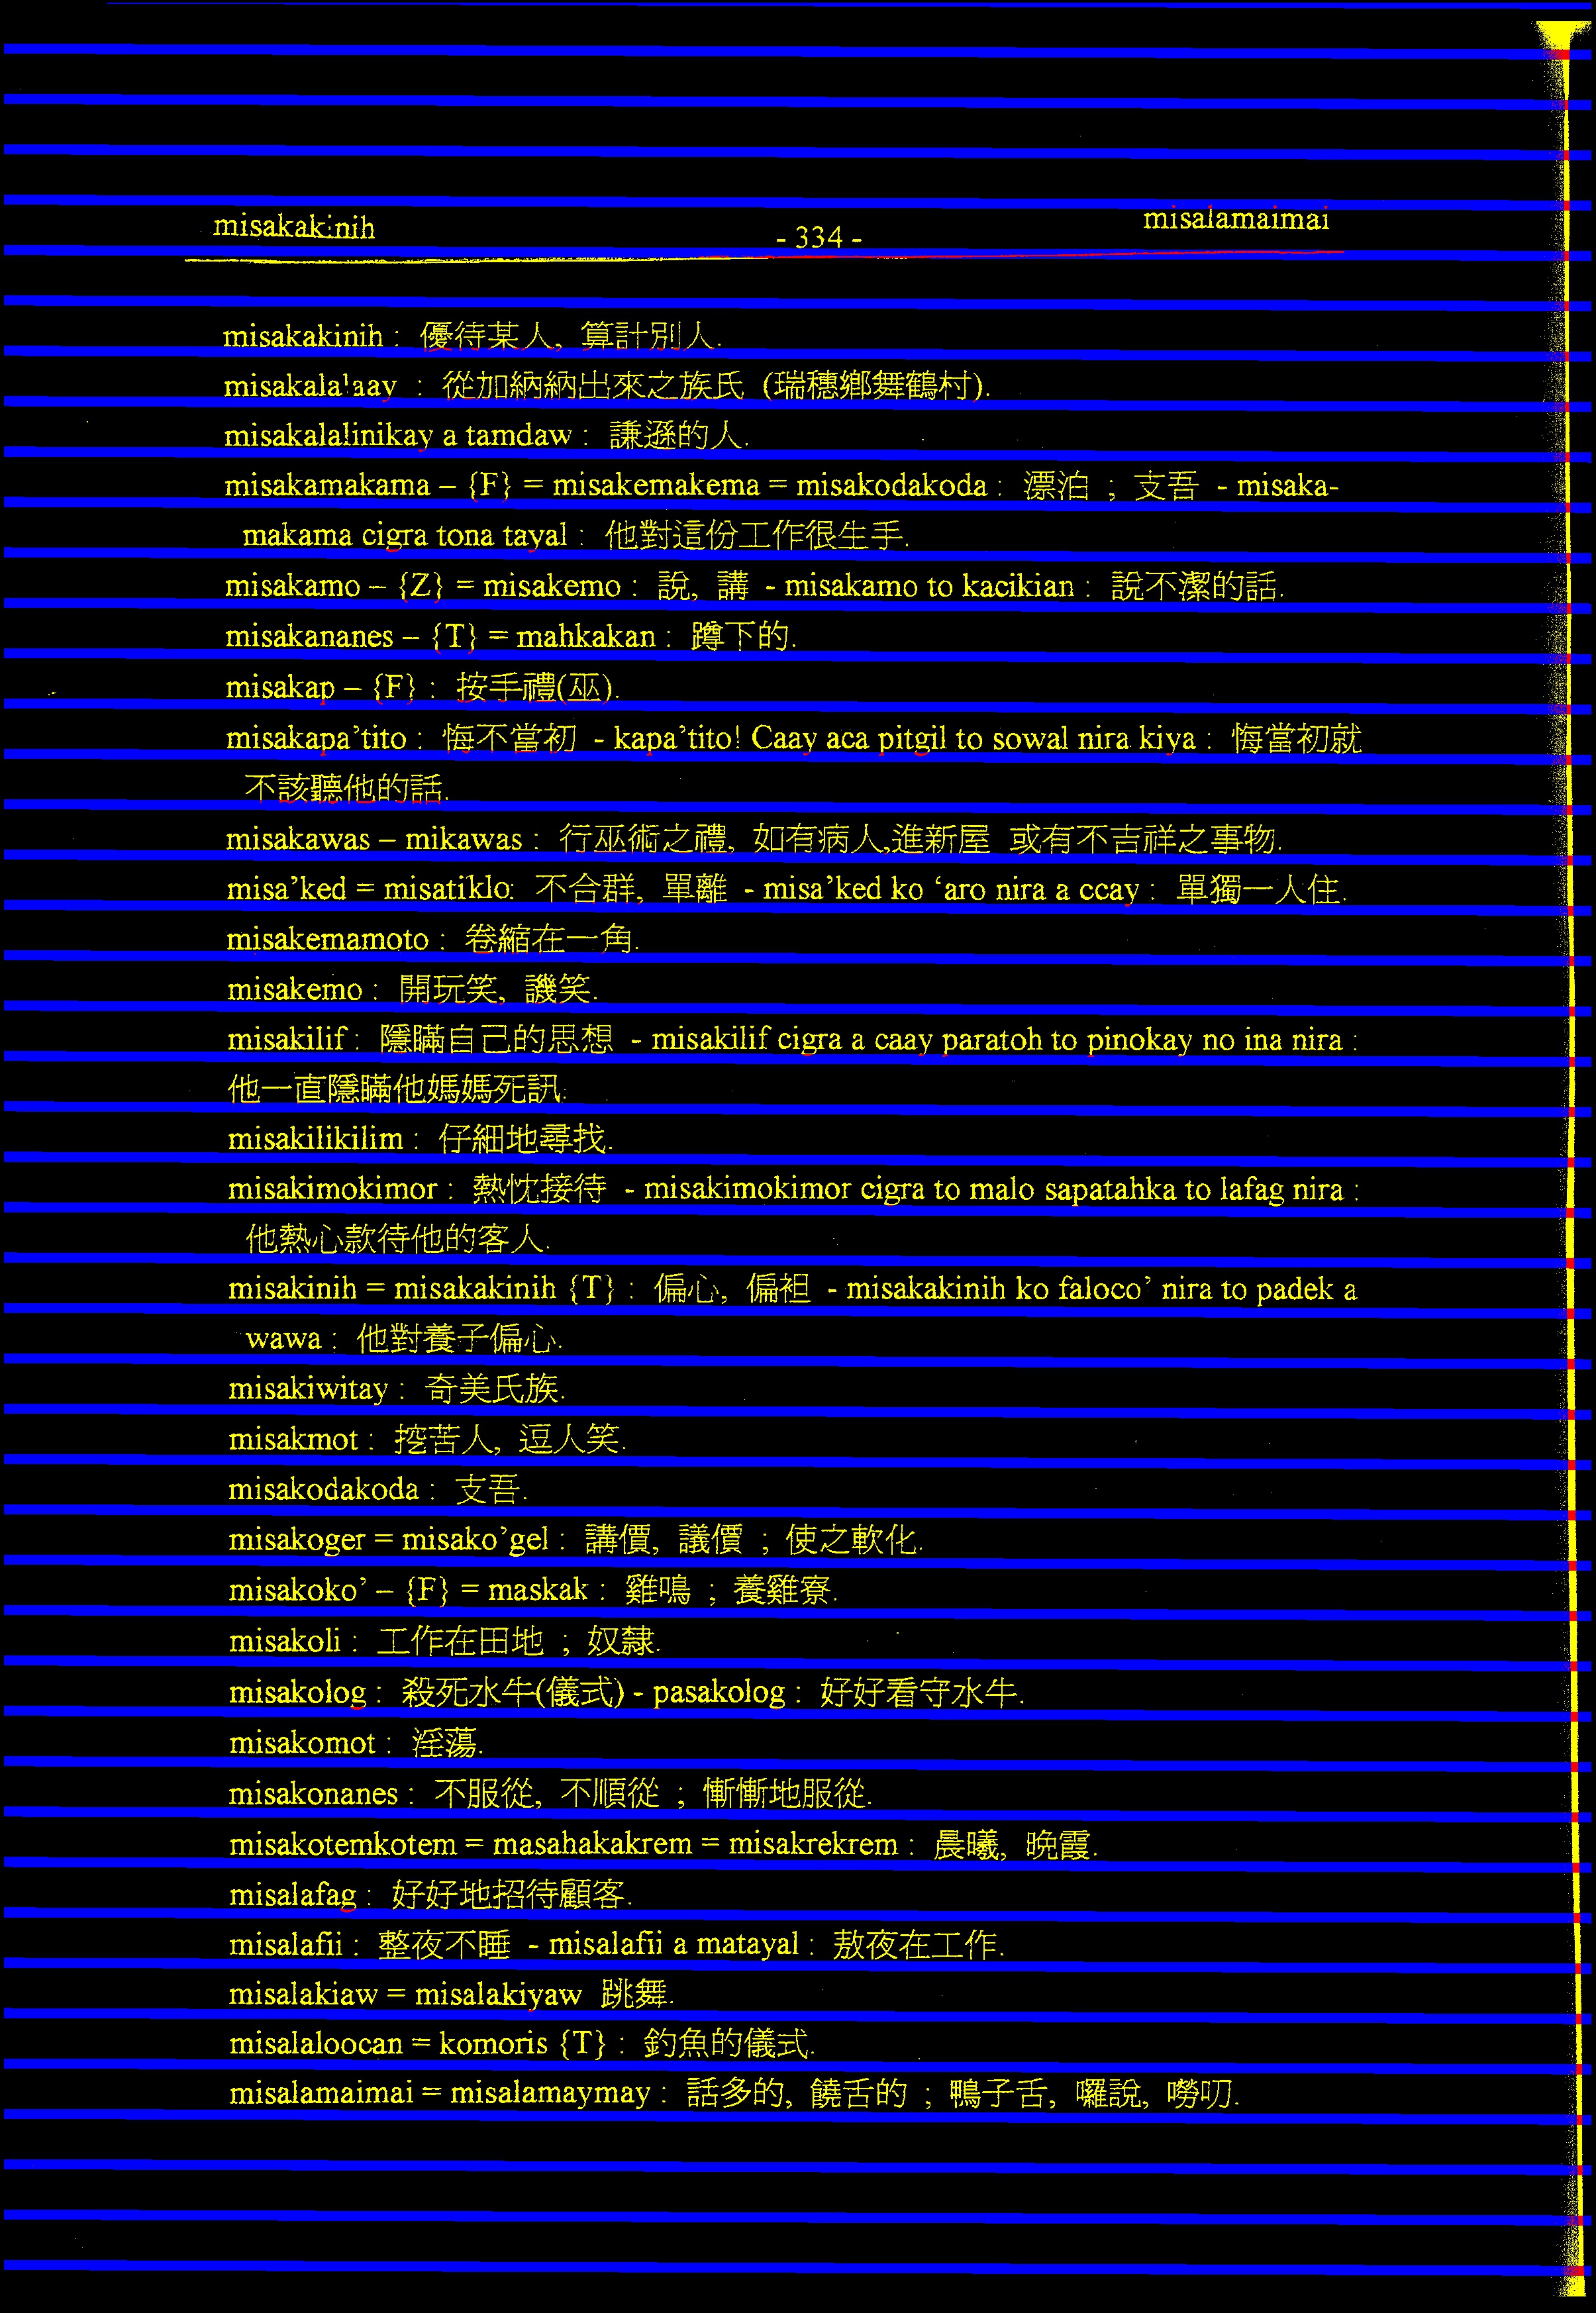 misakakinih
- 334 -
misalamaimai
misakakinih : 優待某人, 算計別人.
misakala'aay : 從加納納出來之族氏 (瑞穗鄉舞鶴村).
misakalalinikay a tamdaw : 謙遜的人.
misakamakama – {F} = misakemakema = misakodakoda : 漂泊 ; 支吾 - misaka-
makama cigra tona tayal : 他對這份工作很生手.
misakamo – {Z} = misakemo : 說, 講 - misakamo to kacikian : 說不潔的話.
misakananes – {T} = mahkakan : 蹲下的.
misakap – {F} : 按手禮(巫).
misakapa'tito : 悔不當初 - kapa'tito! Caay aca pitgil to sowal nira kiya : 悔當初就
不該聽他的話.
misakawas – mikawas : 行巫術之禮, 如有病人,進新屋 或有不吉祥之事物.
misa'ked = misatiklo: 不合群, 單離 - misa'ked ko 'aro nira a ccay : 單獨一人住.
misakemamoto : 卷縮在一角.
misakemo : 開玩笑, 譏笑.
misakilif : 隱瞞自己的思想 - misakilif cigra a caay paratoh to pinokay no ina nira :
他一直隱瞞他媽媽死訊.
misakilikilim : 仔細地尋找.
misakimokimor : 熱忱接待 - misakimokimor cigra to malo sapatahka to lafag nira :
他熱心款待他的客人.
misakinih = misakakinih {T} : 偏心, 偏袒 - misakakinih ko faloco' nira to padek a
wawa : 他對養子偏心.
misakiwitay : 奇美氏族.
misakmot : 挖苦人, 逗人笑.
misakodakoda : 支吾.
misakoger = misako'gel : 講價, 議價 ; 使之軟化.
misakoko' – {F} = maskak : 雞鳴 ; 養雞寮.
misakoli : 工作在田地 ; 奴隸.
misakolog : 殺死水牛(儀式) - pasakolog : 好好看守水牛.
misakomot : 淫蕩.
misakonanes : 不服從, 不順從 ; 慚慚地服從.
misakotemkotem = masahakakrem = misakrekrem : 晨曦, 晚霞.
misalafag : 好好地招待顧客.
misalafii : 整夜不睡 - misalafii a matayal : 敖夜在工作.
misalakiaw = misalakiyaw 跳舞.
misalaloocan = komoris {T} : 釣魚的儀式.
misalamaimai = misalamaymay : 話多的, 饒舌的 ; 鴨子舌, 囉說, 嘮叨.